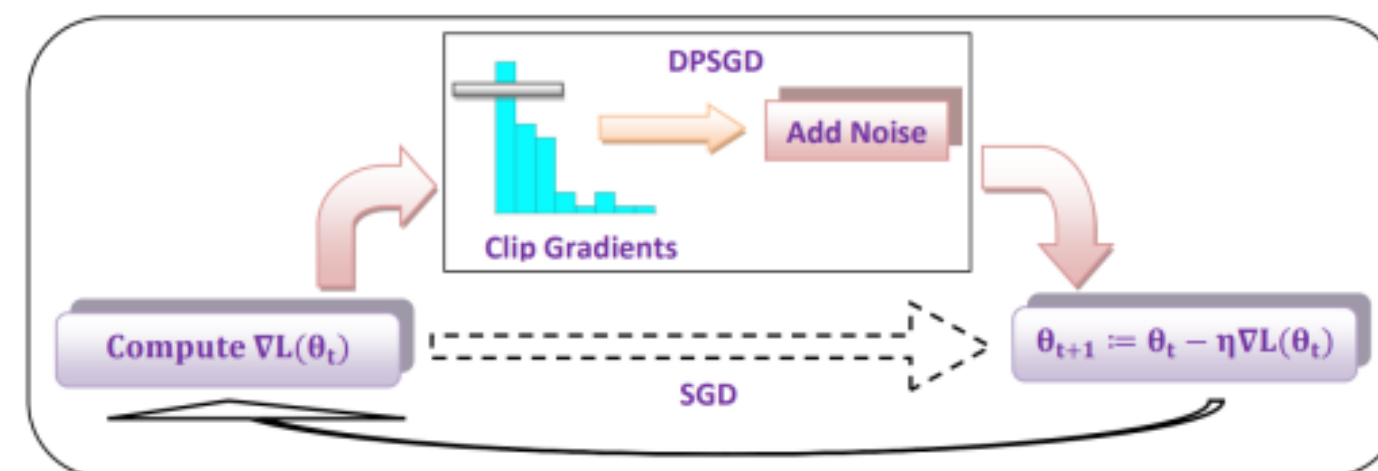 DPSGD
Add Noise
Clip Gradients
Compute ∇L(θₜ)
SGD
θₜ₊₁ ≔ θₜ − η∇L(θₜ)